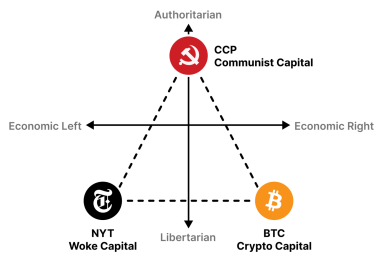 Authoritarian
CCP
Communist Capital
Economic Left
Economic Right
T
B
NYT
Woke Capital
Libertarian
BTC
Crypto Capital